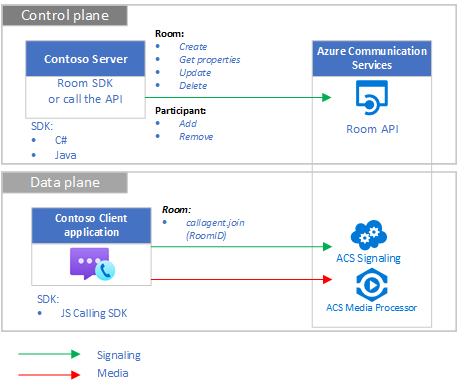 Control plane
Contoso Server
Room SDK
or call the API
SDK:
• C#
• Java
Room:
• Create
• Get properties
• Update
• Delete
Participant:
• Add
• Remove
Azure Communication
Services
Room API
Data plane
Contoso Client
application
SDK:
• JS Calling SDK
Room:
• callagent.join
(RoomID)
ACS Signaling
ACS Media Processor
Signaling
Media